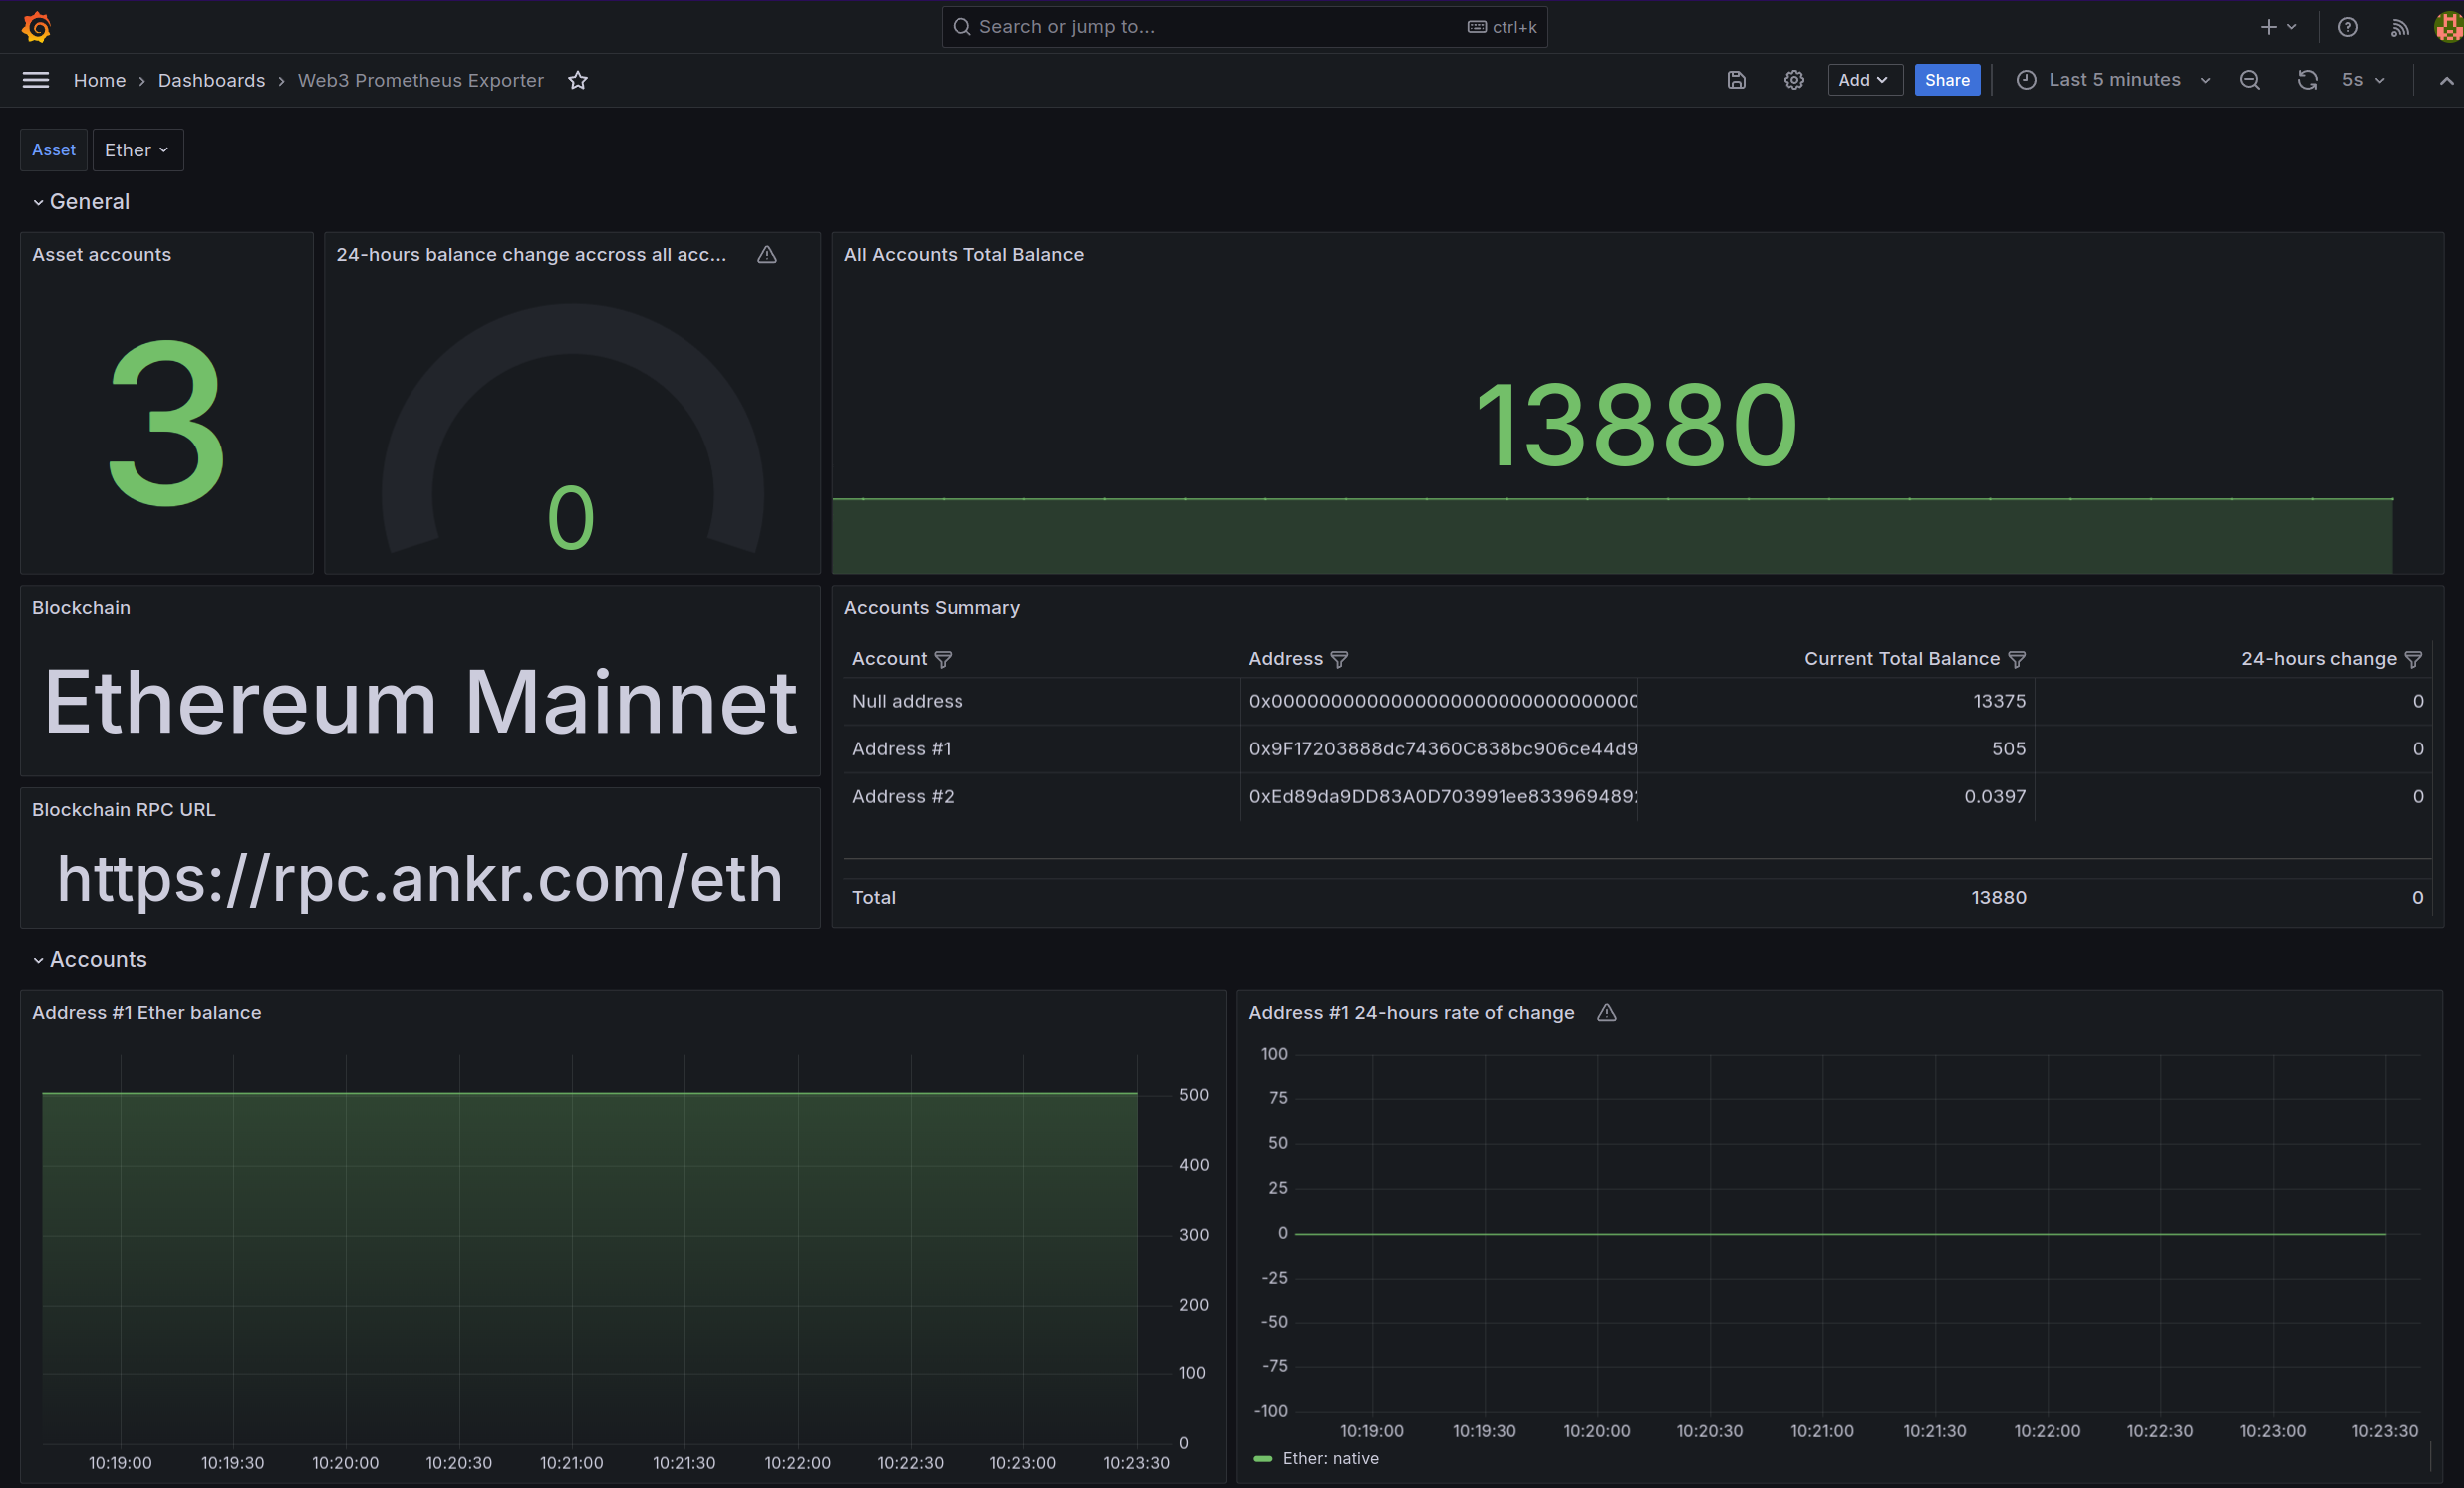 Search or jump to...
ctrl+k
Home › Dashboards › Web3 Prometheus Exporter
Add
Share
Last 5 minutes
5s
Asset
Ether
General
Asset accounts
3
24-hours balance change accross all acc...
0
All Accounts Total Balance
13880
Blockchain
Ethereum Mainnet
Blockchain RPC URL
https://rpc.ankr.com/eth
Accounts Summary
Account Address Current Total Balance 24-hours change
Null address 0x000000000000000000000000000000 13375 0
Address #1 0x9F17203888dc74360C838bc906ce44d9 505 0
Address #2 0xEd89da9DD83A0D703991ee833969489 0.0397 0
Total 13880 0
Accounts
Address #1 Ether balance
500
400
300
200
100
0
10:19:00 10:19:30 10:20:00 10:20:30 10:21:00 10:21:30 10:22:00 10:22:30 10:23:00 10:23:30
Address #1 24-hours rate of change
100
75
50
25
0
-25
-50
-75
-100
10:19:00 10:19:30 10:20:00 10:20:30 10:21:00 10:21:30 10:22:00 10:22:30 10:23:00 10:23:30
Ether: native